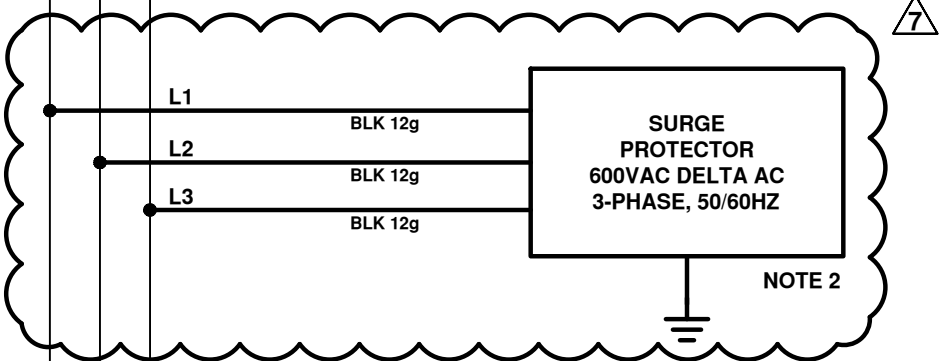 7
L1
BLK 12g
L2
BLK 12g
L3
BLK 12g
SURGE
PROTECTOR
600VAC DELTA AC
3-PHASE, 50/60HZ
NOTE 2